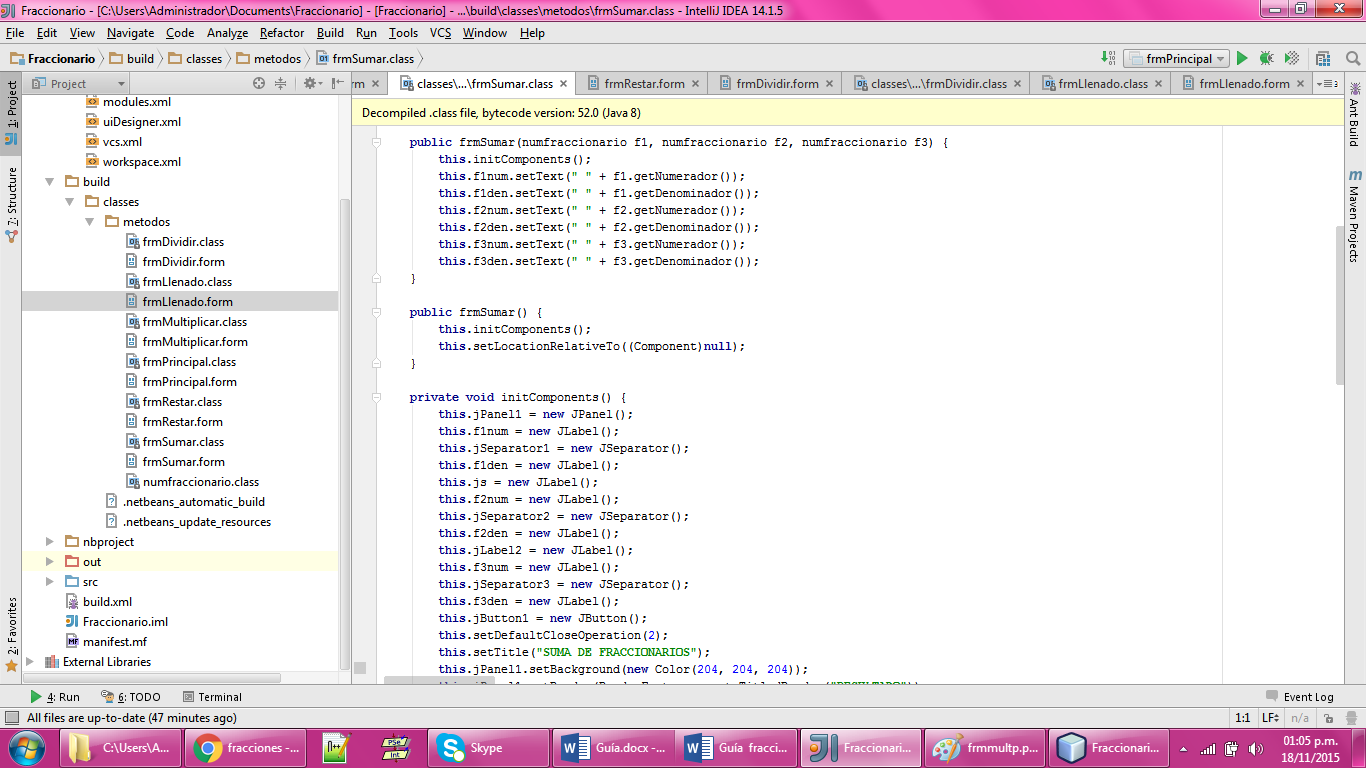 Fraccionario - [C:\Users\Administrador\Documents\Fraccionario] - [Fraccionario] - ...\build\classes\metodos\frmSumar.class - IntelliJ IDEA 14.1.5
File Edit View Navigate Code Analyze Refactor Build Run Tools VCS Window Help
Fraccionario build classes metodos frmSumar.class
frmPrincipal
Project
rm classes\...\frmSumar.class frmRestar.form frmDividir.form classes\...\frmDividir.class frmLlenado.class frmLlenado.form
Decompiled .class file, bytecode version: 52.0 (Java 8)
1: Project
7: Structure
2: Favorites
modules.xml
uiDesigner.xml
vcs.xml
workspace.xml
build
classes
metodos
frmDividir.class
frmDividir.form
frmLlenado.class
frmLlenado.form
frmMultiplicar.class
frmMultiplicar.form
frmPrincipal.class
frmPrincipal.form
frmRestar.class
frmRestar.form
frmSumar.class
frmSumar.form
numfraccionario.class
.netbeans_automatic_build
.netbeans_update_resources
nbproject
out
src
build.xml
Fraccionario.iml
manifest.mf
External Libraries
public frmSumar(numfraccionario f1, numfraccionario f2, numfraccionario f3) {
this.initComponents();
this.f1num.setText(" " + f1.getNumerador());
this.f1den.setText(" " + f1.getDenominador());
this.f2num.setText(" " + f2.getNumerador());
this.f2den.setText(" " + f2.getDenominador());
this.f3num.setText(" " + f3.getNumerador());
this.f3den.setText(" " + f3.getDenominador());
}
public frmSumar() {
this.initComponents();
this.setLocationRelativeTo((Component)null);
}
private void initComponents() {
this.jPanel1 = new JPanel();
this.f1num = new JLabel();
this.jSeparator1 = new JSeparator();
this.f1den = new JLabel();
this.js = new JLabel();
this.f2num = new JLabel();
this.jSeparator2 = new JSeparator();
this.f2den = new JLabel();
this.jLabel2 = new JLabel();
this.f3num = new JLabel();
this.jSeparator3 = new JSeparator();
this.f3den = new JLabel();
this.jButton1 = new JButton();
this.setDefaultCloseOperation(2);
this.setTitle("SUMA DE FRACCIONARIOS");
this.jPanel1.setBackground(new Color(204, 204, 204));
Ant Build
Maven Projects
4: Run 6: TODO Terminal Event Log
All files are up-to-date (47 minutes ago) 1:1 LF n/a
C:\Users\A... fracciones -... Skype Guía.docx -... Guía fracci... Fraccionari... frmmultp.p... Fraccionari...
01:05 p.m.
18/11/2015